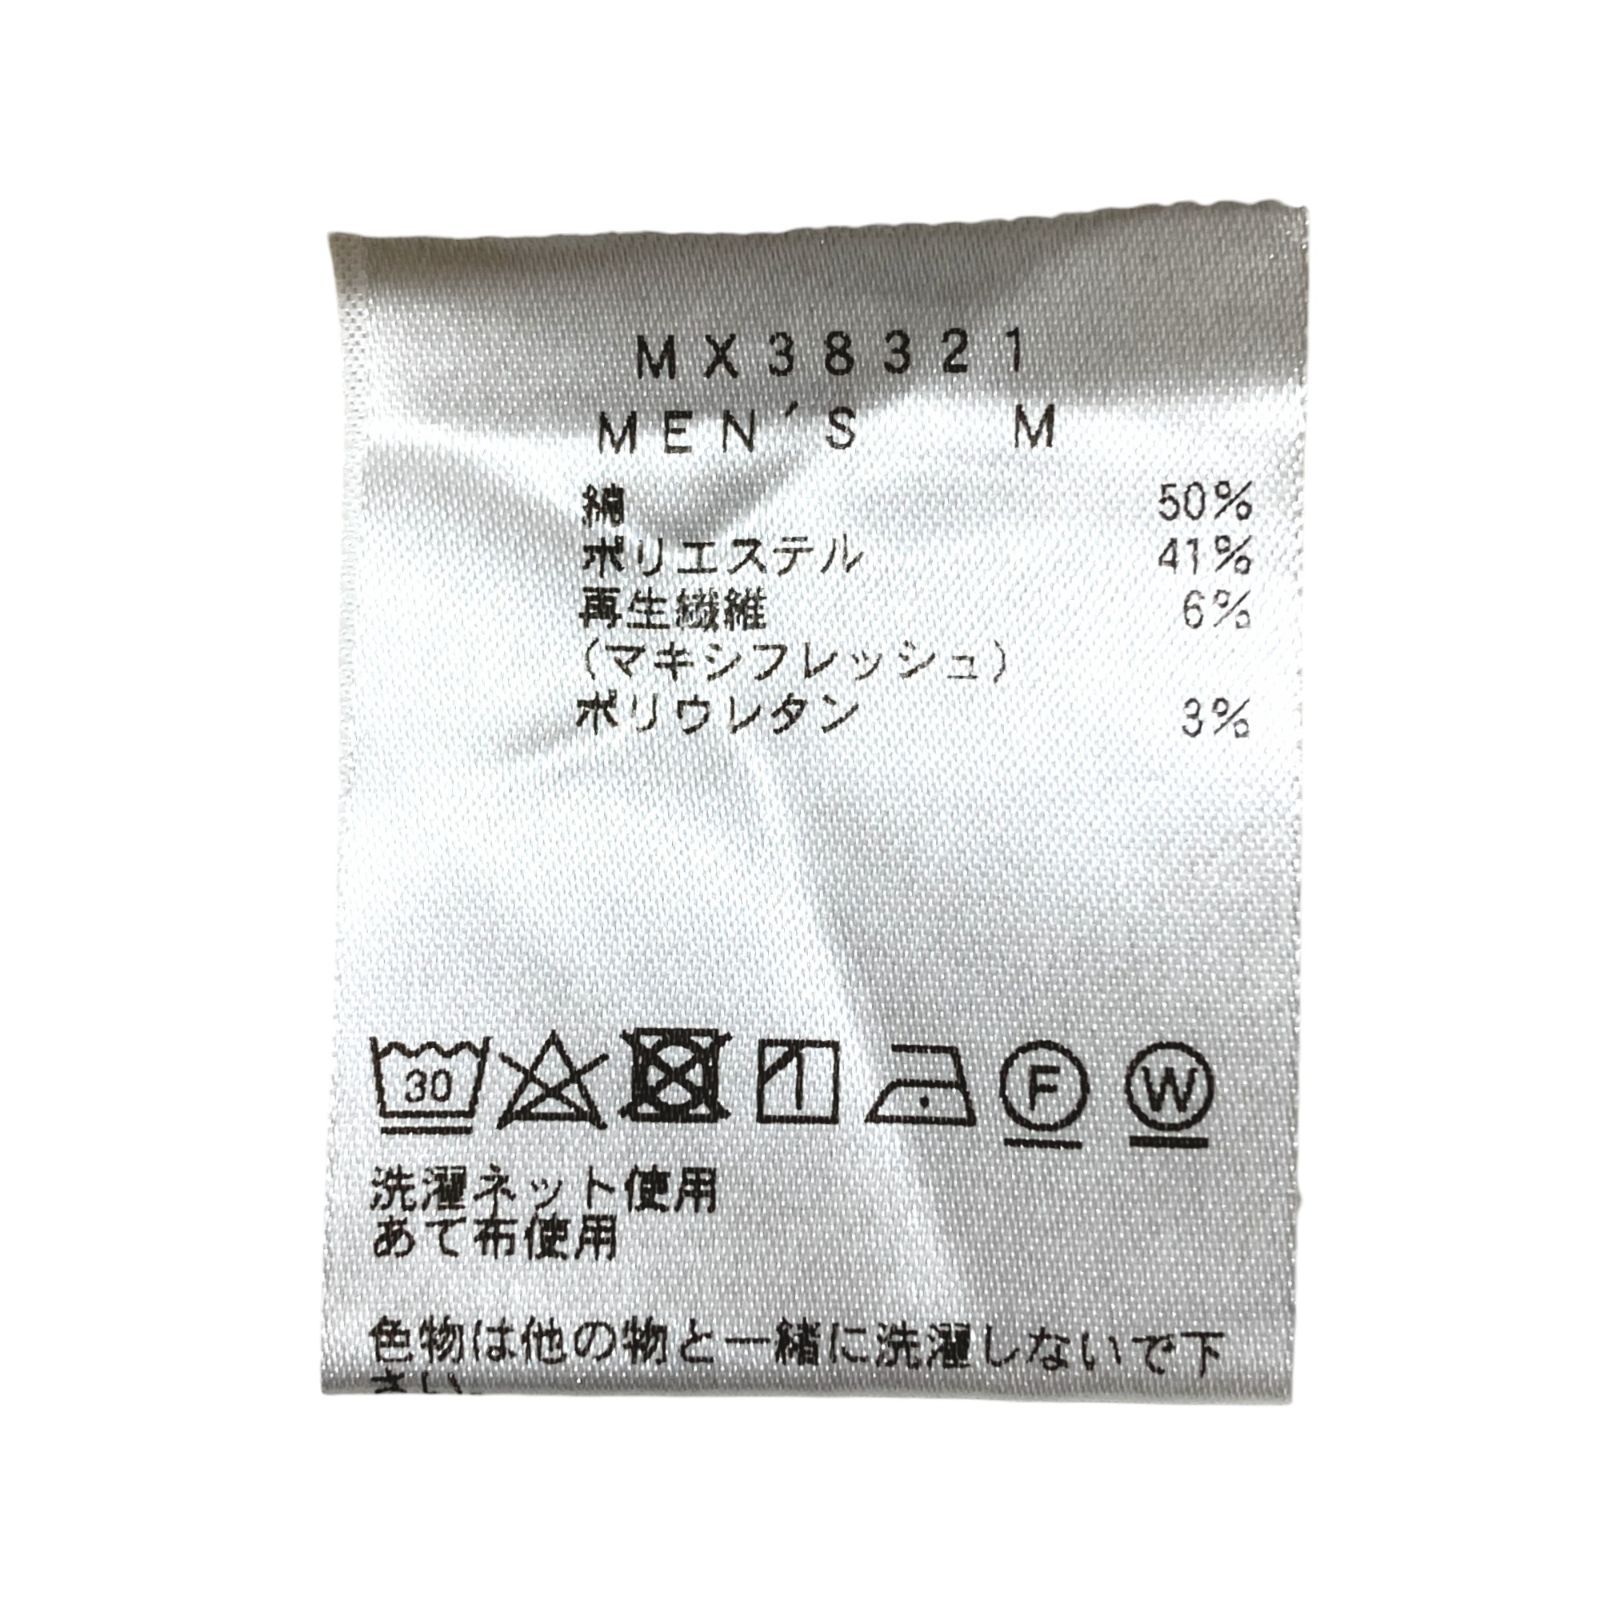 MX38321
MEN'S M
綿 50%
ポリエステル 41%
再生繊維 6%
(マキシフレッシュ)
ポリウレタン 3%
30 F W
洗濯ネット使用
あて布使用
色物は他の物と一緒に洗濯しないで下
さい。